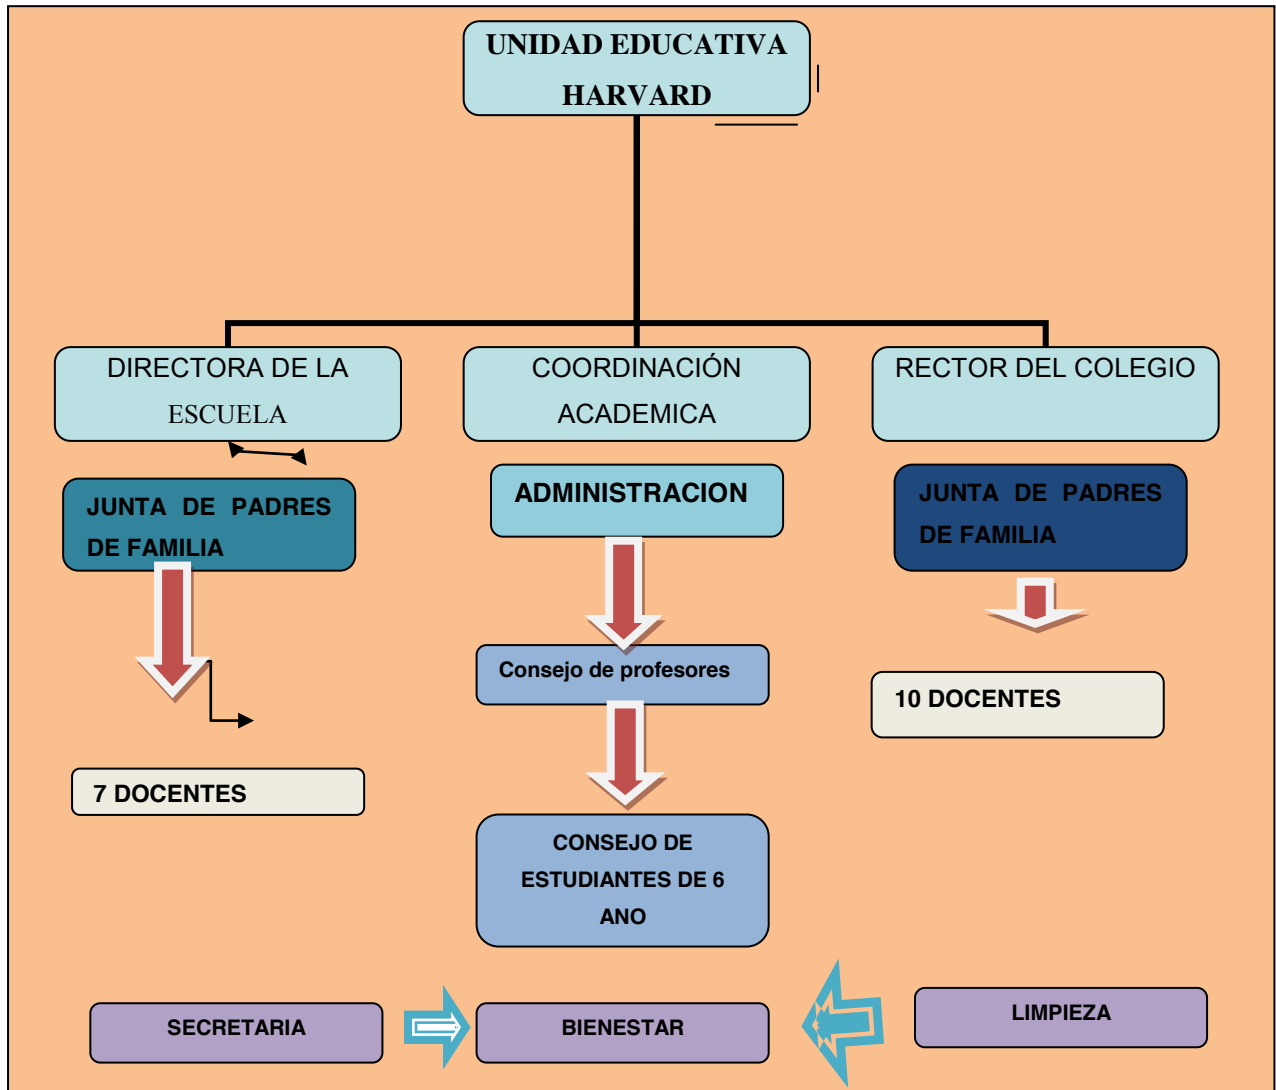 UNIDAD EDUCATIVA
HARVARD
DIRECTORA DE LA
ESCUELA
COORDINACIÓN
ACADEMICA
RECTOR DEL COLEGIO
JUNTA DE PADRES
DE FAMILIA
ADMINISTRACION
JUNTA DE PADRES
DE FAMILIA
Consejo de profesores
10 DOCENTES
7 DOCENTES
CONSEJO DE
ESTUDIANTES DE 6
ANO
SECRETARIA
BIENESTAR
LIMPIEZA